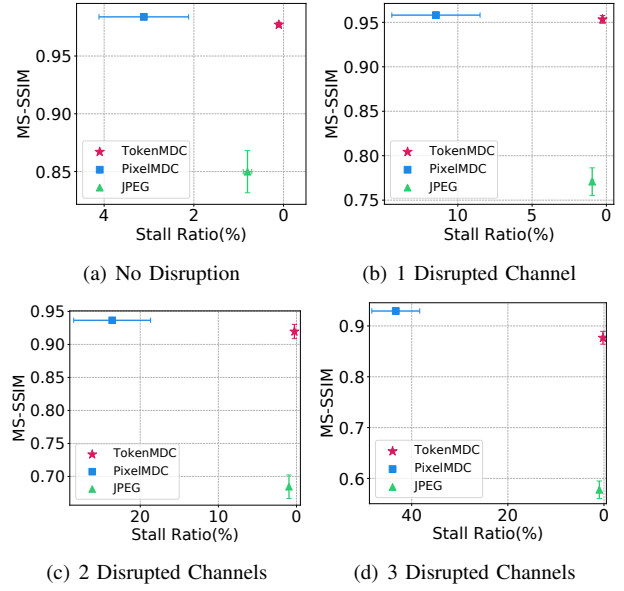 MS-SSIM
0.95
0.90
0.85
TokenMDC
PixelMDC
JPEG
4
2
0
Stall Ratio(%)
(a) No Disruption
MS-SSIM
0.95
0.90
0.85
0.80
0.75
TokenMDC
PixelMDC
JPEG
10
5
0
Stall Ratio(%)
(b) 1 Disrupted Channel
MS-SSIM
0.95
0.90
0.85
0.80
0.75
0.70
TokenMDC
PixelMDC
JPEG
20
0
Stall Ratio(%)
(c) 2 Disrupted Channels
MS-SSIM
0.9
0.8
0.7
0.6
TokenMDC
PixelMDC
JPEG
40
20
0
Stall Ratio(%)
(d) 3 Disrupted Channels